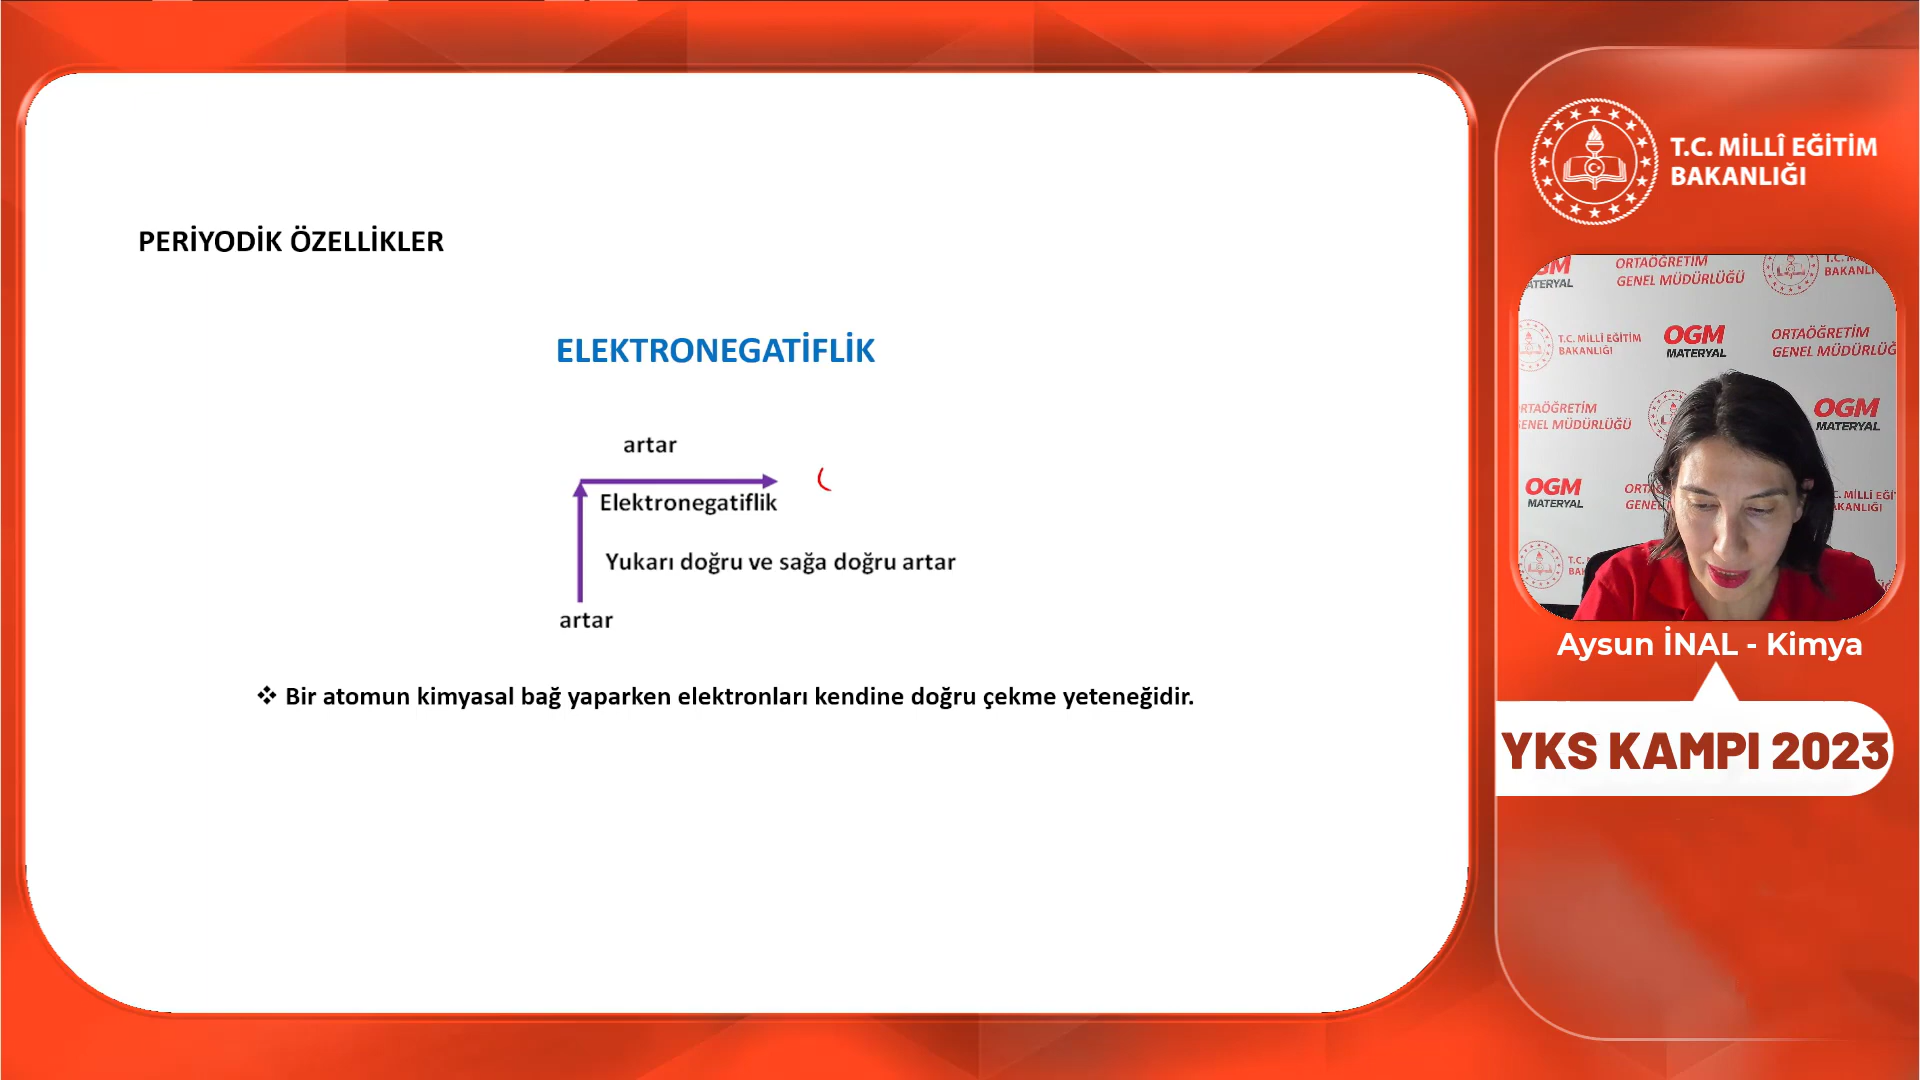 PERİYODİK ÖZELLİKLER
ELEKTRONEGATİFLİK
artar
Elektronegatiflik
Yukarı doğru ve sağa doğru artar
artar
❖ Bir atomun kimyasal bağ yaparken elektronları kendine doğru çekme yeteneğidir.
T.C. MİLLÎ EĞİTİM
BAKANLIĞI
ORTAÖĞRETİM
GENEL MÜDÜRLÜĞÜ
T.C. MİLLÎ EĞİTİM
BAKANLIĞI
OGM
MATERYAL
ORTAÖĞRETİM
OGM
MATERYAL
OGM
MATERYAL
Aysun İNAL - Kimya
YKS KAMPI 2023